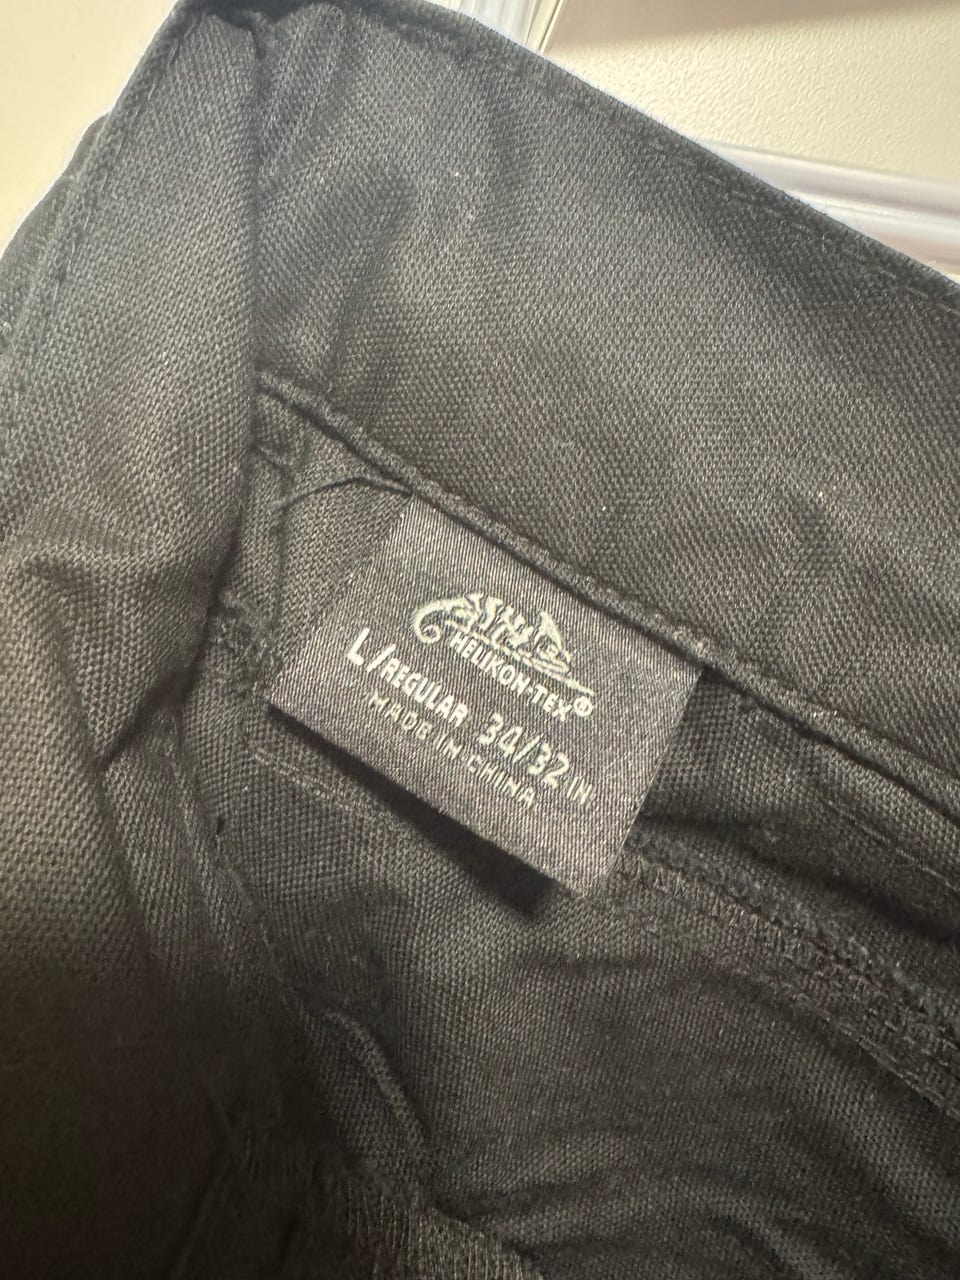 HELIKON-TEX®
L/REGULAR 34/32 IN
MADE IN CHINA